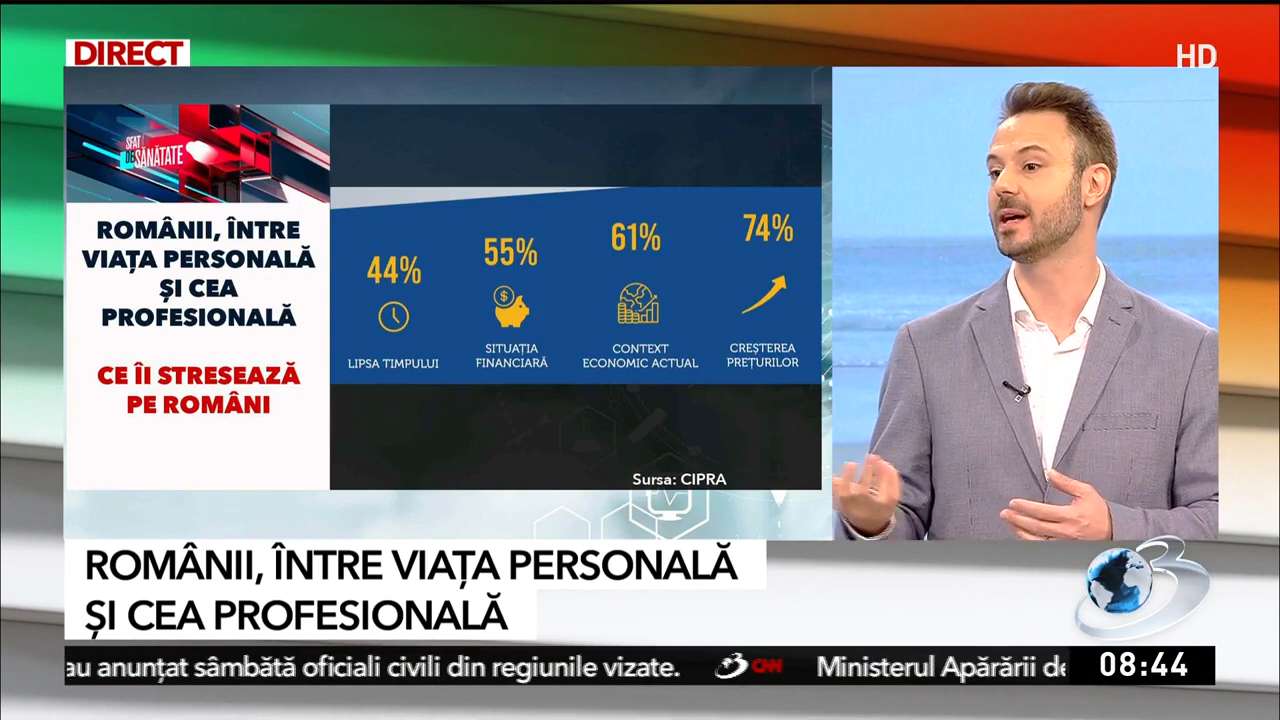 DIRECT
HD
SFAT
DE SĂNĂTATE
ROMÂNII, ÎNTRE
VIAȚA PERSONALĂ
ȘI CEA
PROFESIONALĂ
CE ÎI STRESEAZĂ
PE ROMÂNI
44%
LIPSA TIMPULUI
55%
SITUAȚIA
FINANCIARĂ
61%
CONTEXT
ECONOMIC ACTUAL
74%
CREȘTEREA
PREȚURILOR
Sursa: CIPRA
ROMÂNII, ÎNTRE VIAȚA PERSONALĂ
ȘI CEA PROFESIONALĂ
3
au anunțat sâmbătă oficiali civili din regiunile vizate. 3 CNN Ministerul Apărării de
08:44